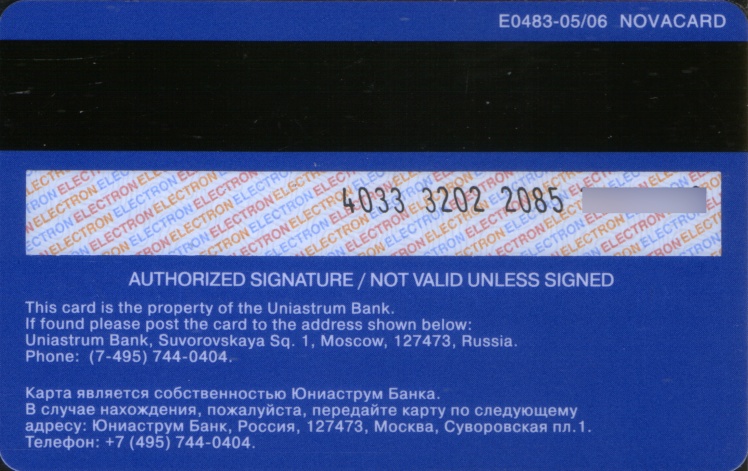 E0483-05/06 NOVACARD
ELECTRON ELECTRON ELECTRON
4033 3202 2085
AUTHORIZED SIGNATURE / NOT VALID UNLESS SIGNED
This card is the property of the Uniastrum Bank.
If found please post the card to the address shown below:
Uniastrum Bank, Suvorovskaya Sq. 1, Moscow, 127473, Russia.
Phone: (7-495) 744-0404.
Карта является собственностью Юниаструм Банка.
В случае нахождения, пожалуйста, передайте карту по следующему
адресу: Юниаструм Банк, Россия, 127473, Москва, Суворовская пл.1.
Телефон: +7 (495) 744-0404.